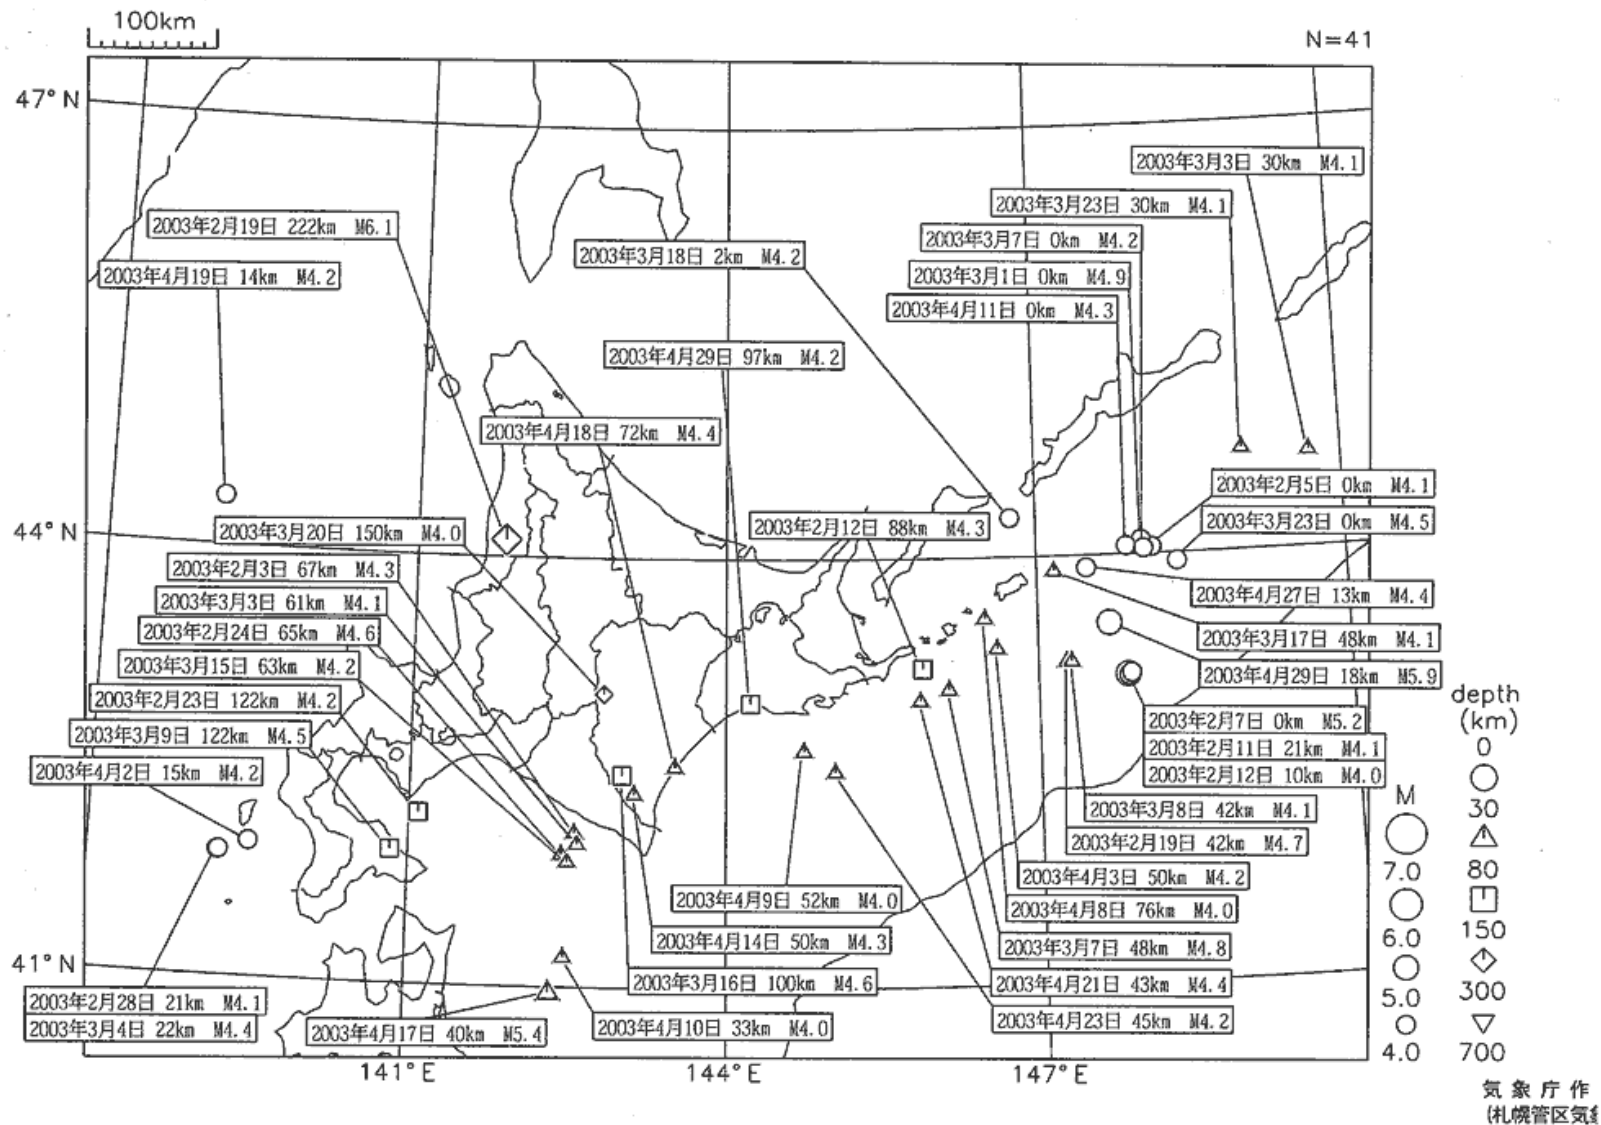 100km
N=41
47°N
2003年3月3日 30km M4.1
2003年3月23日 30km M4.1
2003年2月19日 222km M6.1
2003年3月7日 0km M4.2
2003年3月18日 2km M4.2
2003年4月19日 14km M4.2
2003年3月1日 0km M4.9
2003年4月11日 0km M4.3
2003年4月29日 97km M4.2
2003年4月18日 72km M4.4
2003年2月5日 0km M4.1
2003年3月23日 0km M4.5
2003年2月12日 88km M4.3
44°N
2003年3月20日 150km M4.0
2003年2月3日 67km M4.3
2003年4月27日 13km M4.4
2003年3月3日 61km M4.1
2003年2月24日 65km M4.6
2003年3月17日 48km M4.1
2003年3月15日 63km M4.2
2003年4月29日 18km M5.9
2003年2月23日 122km M4.2
2003年2月7日 0km M5.2
2003年3月9日 122km M4.5
2003年2月11日 21km M4.1
2003年4月2日 15km M4.2
2003年2月12日 10km M4.0
2003年3月8日 42km M4.1
2003年2月19日 42km M4.7
2003年4月3日 50km M4.2
2003年4月9日 52km M4.0
2003年4月8日 76km M4.0
2003年4月14日 50km M4.3
2003年3月7日 48km M4.8
41°N
2003年3月16日 100km M4.6
2003年4月21日 43km M4.4
2003年2月28日 21km M4.1
2003年4月23日 45km M4.2
2003年3月4日 22km M4.4
2003年4月17日 40km M5.4
2003年4月10日 33km M4.0
141°E
144°E
147°E
depth
(km)
0
30
80
150
300
700
M
7.0
6.0
5.0
4.0
気象庁作
(札幌管区気